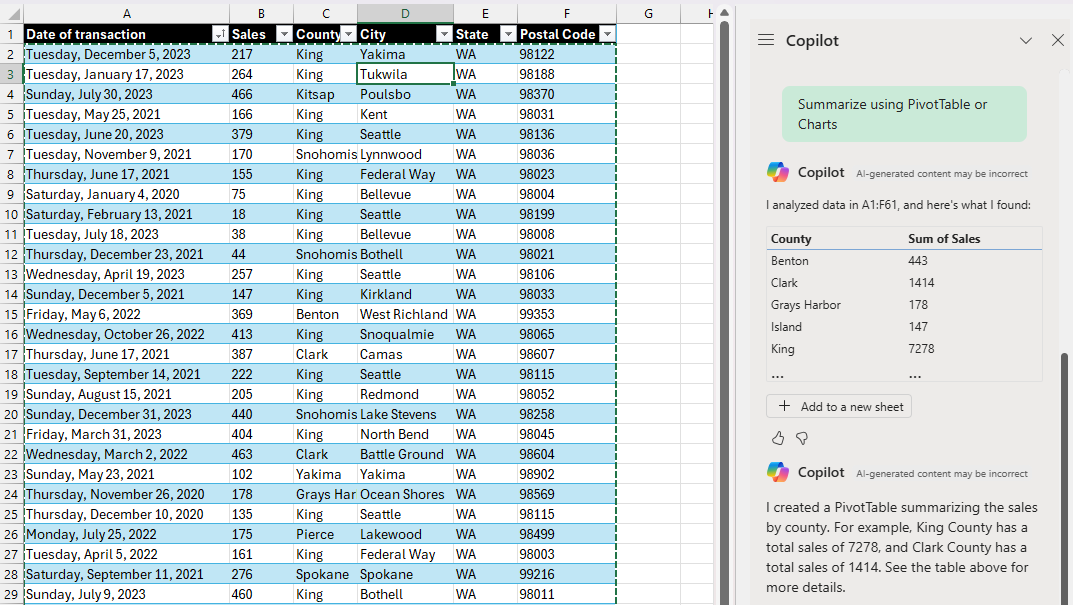 A B C D E F G H
1 Date of transaction Sales County City State Postal Code
2 Tuesday, December 5, 2023 217 King Yakima WA 98122
3 Tuesday, January 17, 2023 264 King Tukwila WA 98188
4 Sunday, July 30, 2023 466 Kitsap Poulsbo WA 98370
5 Tuesday, May 25, 2021 166 King Kent WA 98031
6 Tuesday, June 20, 2023 379 King Seattle WA 98136
7 Tuesday, November 9, 2021 170 Snohomis Lynnwood WA 98036
8 Thursday, June 17, 2021 155 King Federal Way WA 98023
9 Saturday, January 4, 2020 75 King Bellevue WA 98004
10 Saturday, February 13, 2021 18 King Seattle WA 98199
11 Tuesday, July 18, 2023 38 King Bellevue WA 98008
12 Thursday, December 23, 2021 44 Snohomis Bothell WA 98021
13 Wednesday, April 19, 2023 257 King Seattle WA 98106
14 Sunday, December 5, 2021 147 King Kirkland WA 98033
15 Friday, May 6, 2022 369 Benton West Richland WA 99353
16 Wednesday, October 26, 2022 413 King Snoqualmie WA 98065
17 Thursday, June 17, 2021 387 Clark Camas WA 98607
18 Tuesday, September 14, 2021 222 King Seattle WA 98115
19 Sunday, August 15, 2021 205 King Redmond WA 98052
20 Sunday, December 31, 2023 440 Snohomis Lake Stevens WA 98258
21 Friday, March 31, 2023 404 King North Bend WA 98045
22 Wednesday, March 2, 2022 463 Clark Battle Ground WA 98604
23 Sunday, May 23, 2021 102 Yakima Yakima WA 98902
24 Thursday, November 26, 2020 178 Grays Har Ocean Shores WA 98569
25 Thursday, December 10, 2020 135 King Seattle WA 98115
26 Monday, July 25, 2022 175 Pierce Lakewood WA 98499
27 Tuesday, April 5, 2022 161 King Federal Way WA 98003
28 Saturday, September 11, 2021 276 Spokane Spokane WA 99216
29 Sunday, July 9, 2023 460 King Bothell WA 98011
Copilot
Summarize using PivotTable or
Charts
Copilot AI-generated content may be incorrect
I analyzed data in A1:F61, and here's what I found:
County Sum of Sales
Benton 443
Clark 1414
Grays Harbor 178
Island 147
King 7278
... ...
+ Add to a new sheet
Copilot AI-generated content may be incorrect
I created a PivotTable summarizing the sales
by county. For example, King County has a
total sales of 7278, and Clark County has a
total sales of 1414. See the table above for
more details.